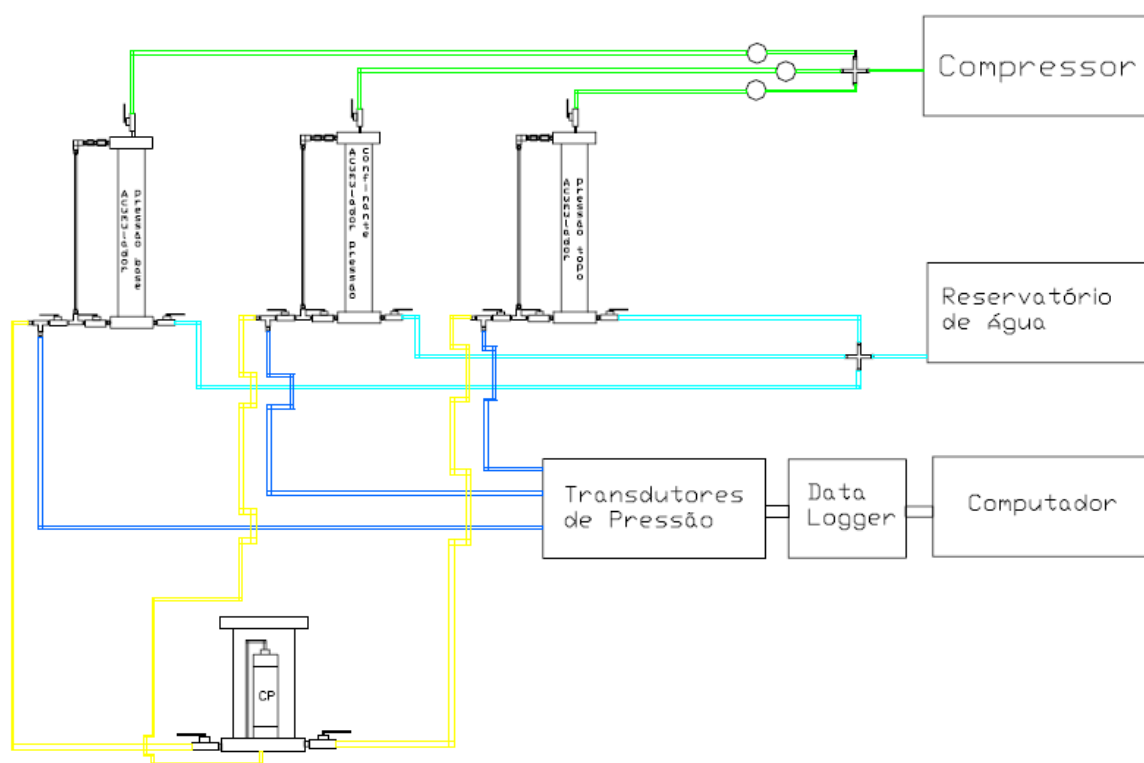 Compressor
Acumulador
pressão base
Acumulador pressão
confinante
Acumulador
pressão topo
Reservatório
de Água
Transdutores
de Pressão
Data
Logger
Computador
CP